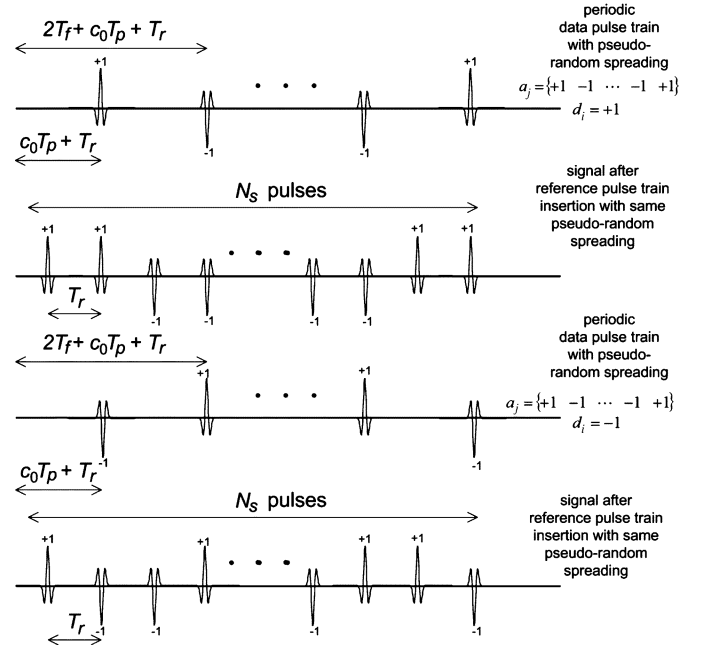 2T_f + c_0T_p + T_r
periodic
data pulse train
with pseudo-
random spreading
a_j = {+1 −1 ⋯ −1 +1}
d_i = +1
+1
+1
-1
-1
c_0T_p + T_r
N_s pulses
signal after
reference pulse train
insertion with same
pseudo-random
spreading
+1 +1 +1 +1
T_r
-1 -1 -1 -1
2T_f + c_0T_p + T_r
periodic
data pulse train
with pseudo-
random spreading
a_j = {+1 −1 ⋯ −1 +1}
d_i = −1
+1 +1
-1 -1
c_0T_p + T_r
N_s pulses
signal after
reference pulse train
insertion with same
pseudo-random
spreading
+1 +1 +1 +1
T_r
-1 -1 -1 -1